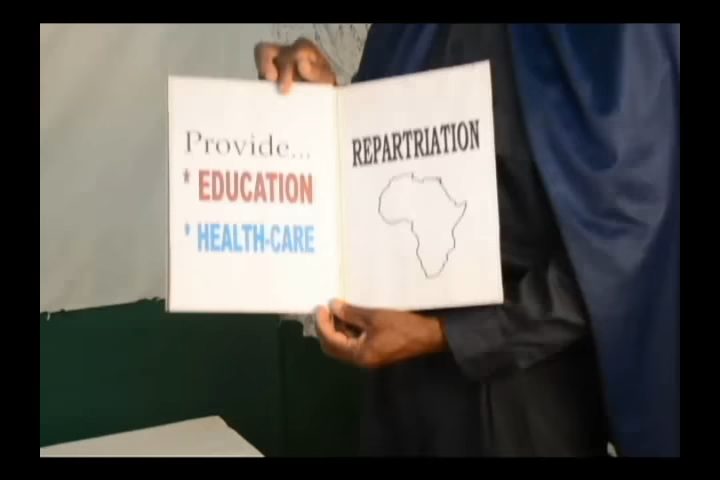 Provide...
* EDUCATION
* HEALTH-CARE
REPARTRIATION